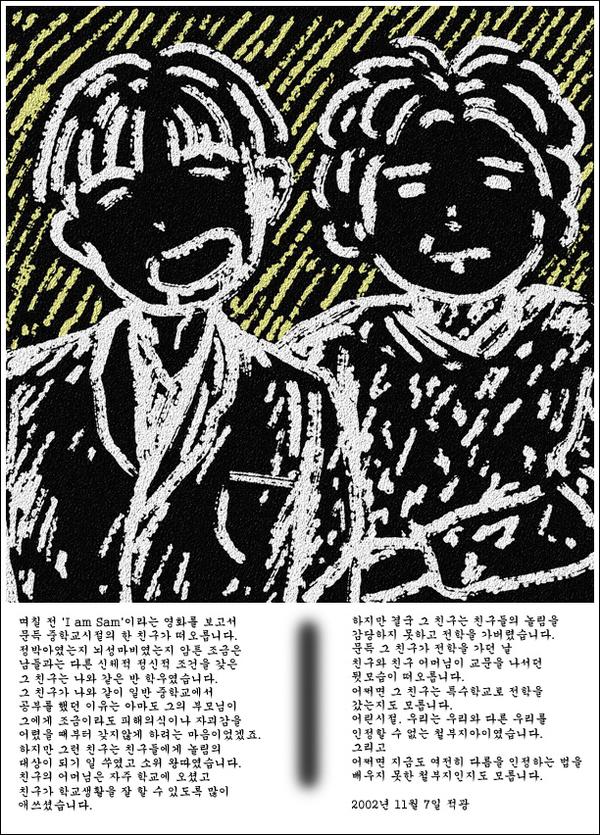 며칠 전 'I am Sam'이라는 영화를 보고서
문득 중학교시절의 한 친구가 떠오릅니다.
정박아였는지 뇌성마비였는지 암튼 조금은
남들과는 다른 신체적 정신적 조건을 갖은
그 친구는 나와 같은 반 학우였습니다.
그 친구가 나와 같이 일반 중학교에서
공부를 했던 이유는 아마도 그의 부모님이
그에게 조금이라도 피해의식이나 자괴감을
어렸을 때부터 갖지않게 하려는 마음이었겠죠.
하지만 그런 친구는 친구들에게 놀림의
대상이 되기 일 쑤였고 소위 왕따였습니다.
친구의 어머님은 자주 학교에 오셨고
친구가 학교생활을 잘 할 수 있도록 많이
애쓰셨습니다.
하지만 결국 그 친구는 친구들의 놀림을
감당하지 못하고 전학을 가버렸습니다.
문득 그 친구가 전학을 가던 날
친구와 친구 어머님이 교문을 나서던
뒷모습이 떠오릅니다.
어쩌면 그 친구는 특수학교로 전학을
갔는지도 모릅니다.
어린시절, 우리는 우리와 다른 우리를
인정할 수 없는 철부지아이였습니다.
그리고
어쩌면 지금도 여전히 다름을 인정하는 법을
배우지 못한 철부지인지도 모릅니다.
2002년 11월 7일 적광